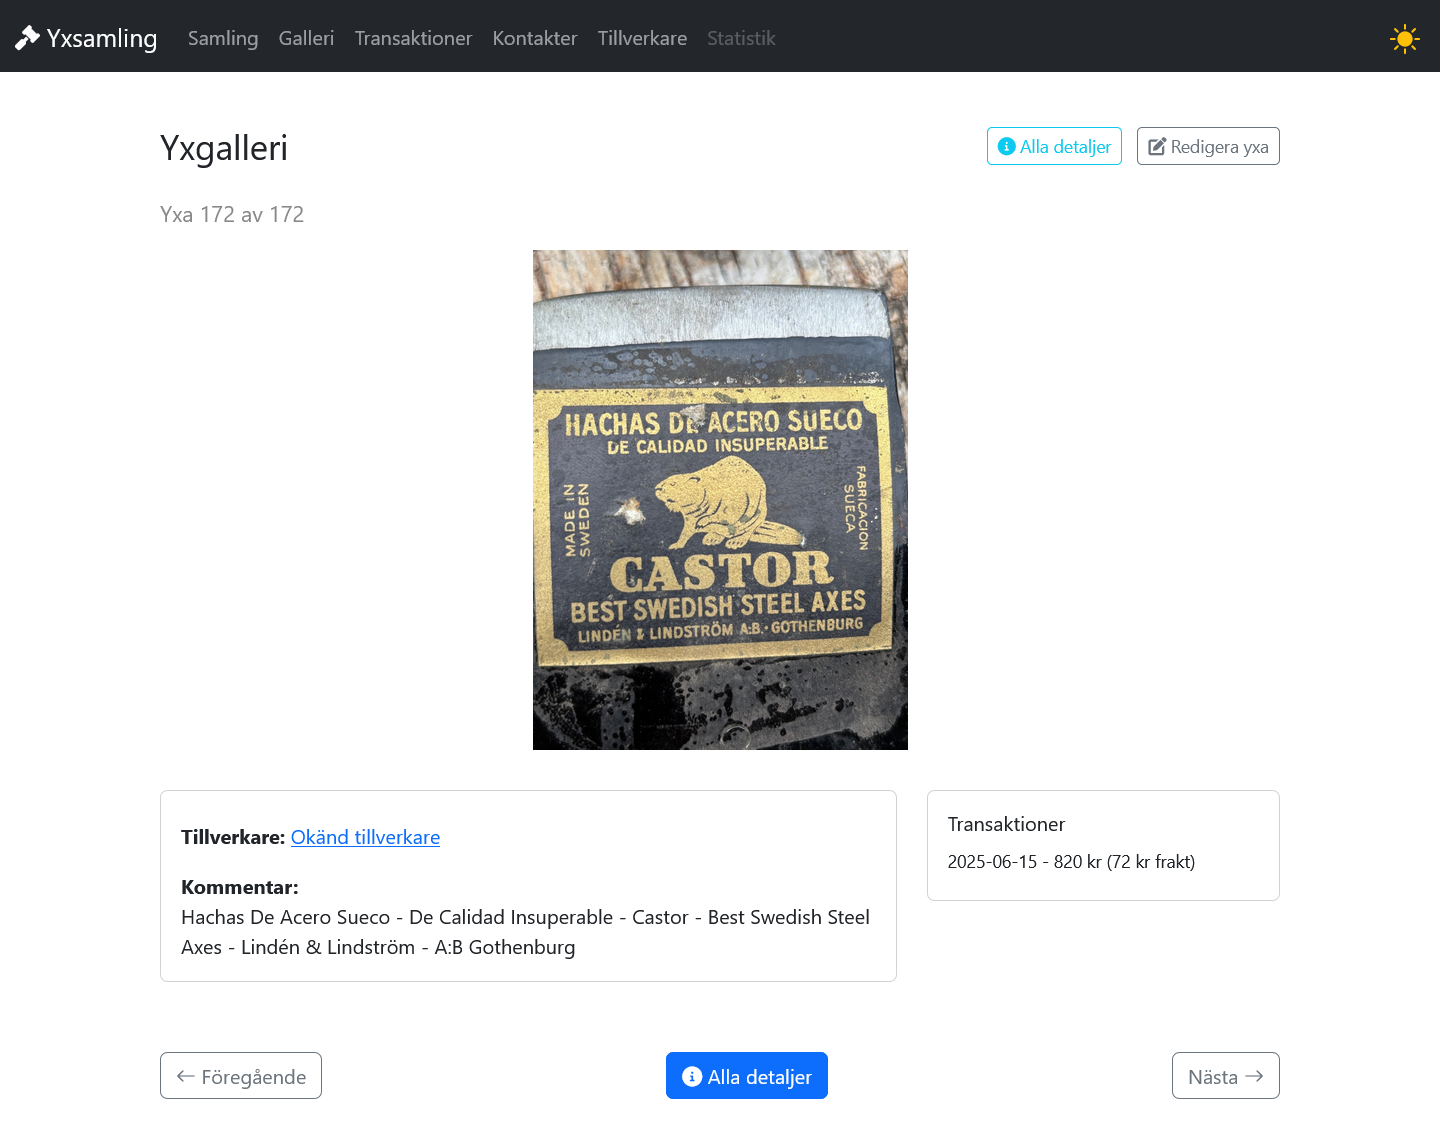 Yxsamling
Samling
Galleri
Transaktioner
Kontakter
Tillverkare
Statistik
Yxgalleri
Alla detaljer
Redigera yxa
Yxa 172 av 172
HACHAS DE ACERO SUECO
DE CALIDAD INSUPERABLE
MADE IN
SWEDEN
FABRICACION
SUECA
CASTOR
BEST SWEDISH STEEL AXES
LINDÉN & LINDSTRÖM A:B. · GOTHENBURG
Tillverkare: Okänd tillverkare
Kommentar:
Hachas De Acero Sueco - De Calidad Insuperable - Castor - Best Swedish Steel
Axes - Lindén & Lindström - A:B Gothenburg
Transaktioner
2025-06-15 - 820 kr (72 kr frakt)
← Föregående
Alla detaljer
Nästa →